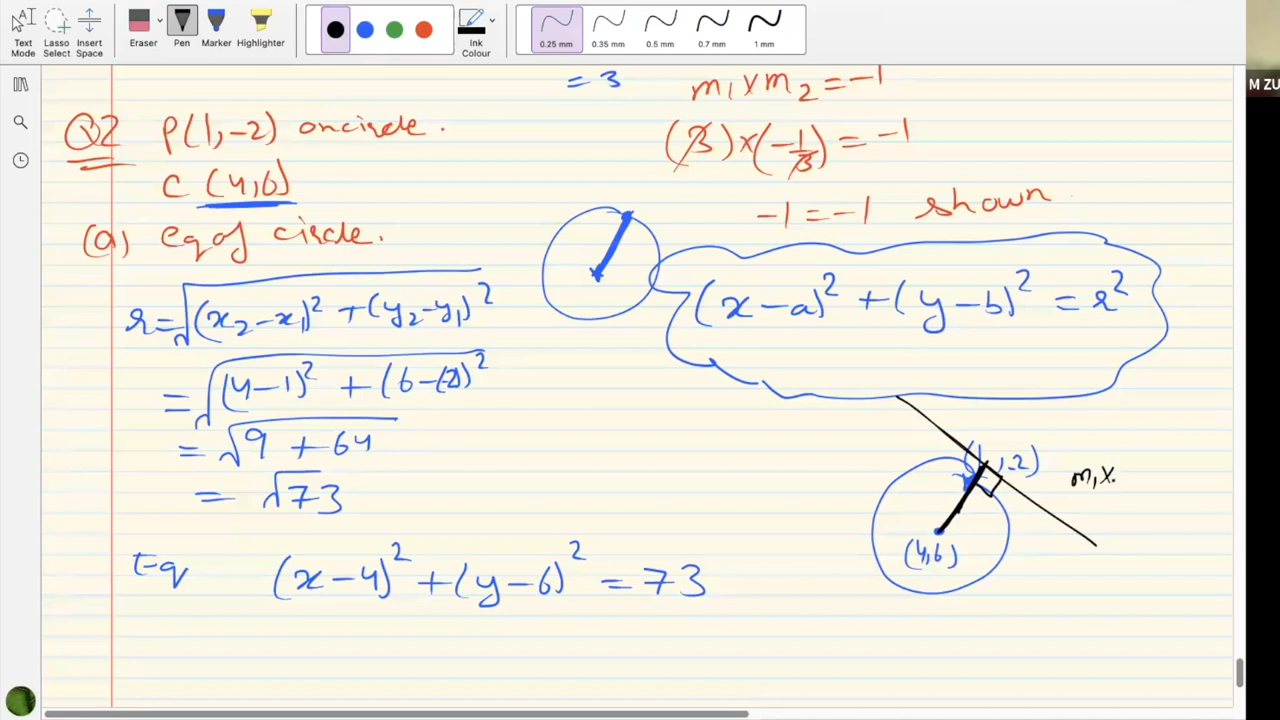 Text Mode
Lasso Select
Insert Space
Eraser
Pen
Marker
Highlighter
Ink Colour
0.25 mm
0.35 mm
0.5 mm
0.7 mm
1 mm
M ZU
= 3
m₁ x m₂ = -1
(3) x (-1/3) = -1
-1 = -1 shown
Q2 P(1,-2) on circle.
C (4,6)
(a) eq of circle.
r = √(x₂-x₁)² + (y₂-y₁)²
= √(4-1)² + (6-(-2))²
= √9 + 64
= √73
Eq (x-4)² + (y-6)² = 73
(x-a)² + (y-b)² = r²
(1,-2)
m₁ x.
(4,6)